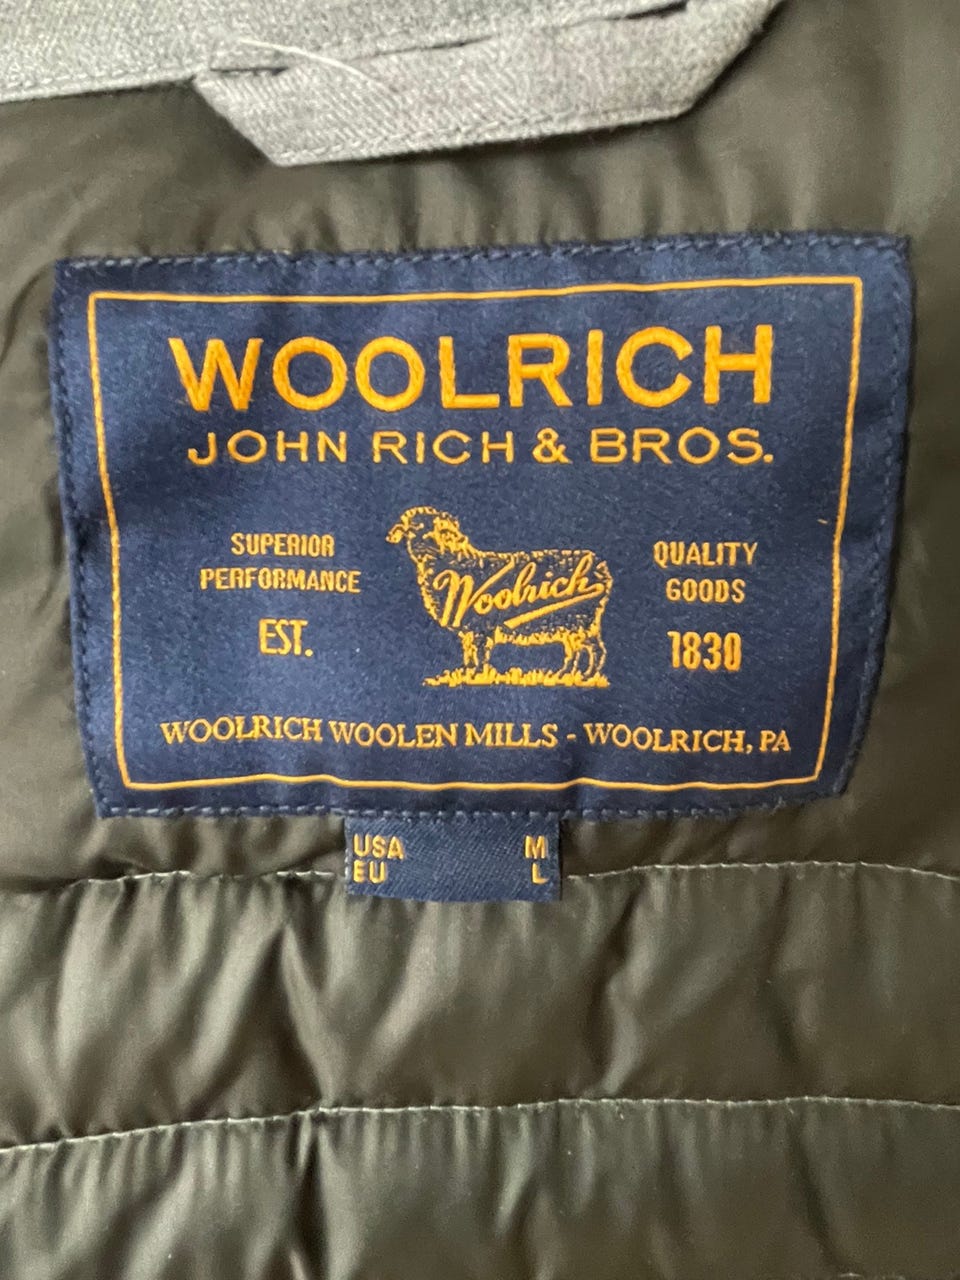 WOOLRICH
JOHN RICH & BROS.
SUPERIOR
PERFORMANCE
EST.
Woolrich
QUALITY
GOODS
1830
WOOLRICH WOOLEN MILLS - WOOLRICH, PA
USA M
EU L